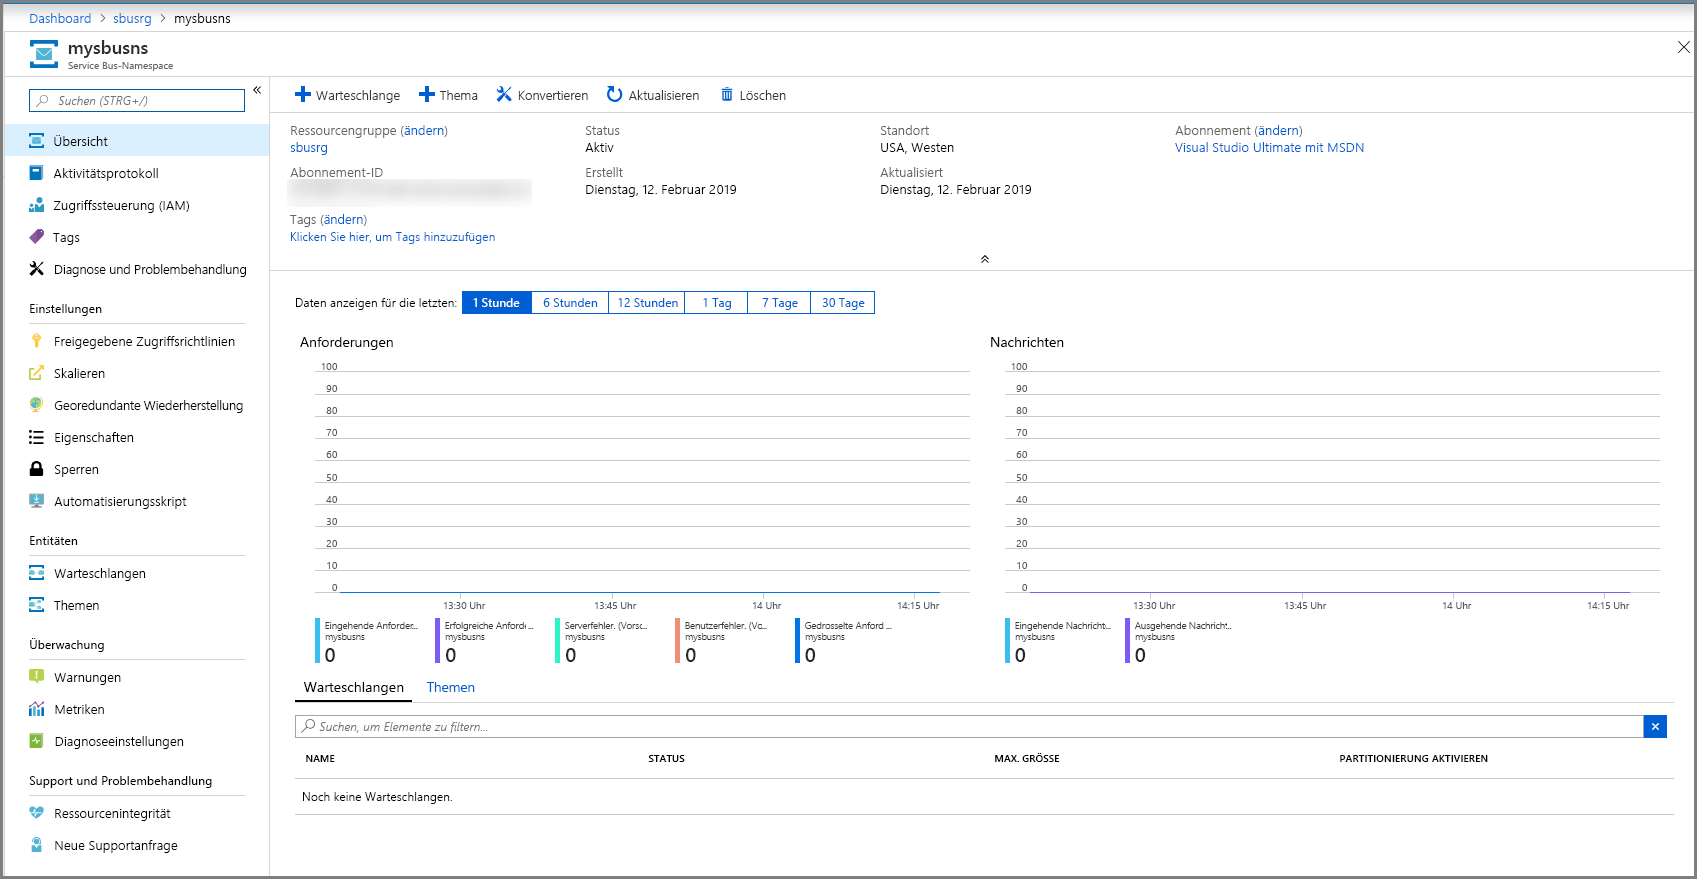 Dashboard > sbusrg > mysbusns
mysbusns
Service Bus-Namespace
Suchen (STRG+/)
Übersicht
Aktivitätsprotokoll
Zugriffssteuerung (IAM)
Tags
Diagnose und Problembehandlung
Einstellungen
Freigegebene Zugriffsrichtlinien
Skalieren
Georedundante Wiederherstellung
Eigenschaften
Sperren
Automatisierungsskript
Entitäten
Warteschlangen
Themen
Überwachung
Warnungen
Metriken
Diagnoseeinstellungen
Support und Problembehandlung
Ressourcenintegrität
Neue Supportanfrage
Warteschlange Thema Konvertieren Aktualisieren Löschen
Ressourcengruppe (ändern)
sbusrg
Status
Aktiv
Standort
USA, Westen
Abonnement (ändern)
Visual Studio Ultimate mit MSDN
Abonnement-ID
Erstellt
Dienstag, 12. Februar 2019
Aktualisiert
Dienstag, 12. Februar 2019
Tags (ändern)
Klicken Sie hier, um Tags hinzuzufügen
Daten anzeigen für die letzten: 1 Stunde 6 Stunden 12 Stunden 1 Tag 7 Tage 30 Tage
Anforderungen
100
90
80
70
60
50
40
30
20
10
0
13:30 Uhr 13:45 Uhr 14 Uhr 14:15 Uhr
Eingehende Anforder...
mysbusns
0
Erfolgreiche Anford...
mysbusns
0
Serverfehler. (Vorsc...
mysbusns
0
Benutzerfehler. (Vo...
mysbusns
0
Gedrosselte Anford ...
mysbusns
0
Nachrichten
100
90
80
70
60
50
40
30
20
10
0
13:30 Uhr 13:45 Uhr 14 Uhr 14:15 Uhr
Eingehende Nachricht...
mysbusns
0
Ausgehende Nachricht...
mysbusns
0
Warteschlangen Themen
Suchen, um Elemente zu filtern...
NAME STATUS MAX. GRÖSSE PARTITIONIERUNG AKTIVIEREN
Noch keine Warteschlangen.